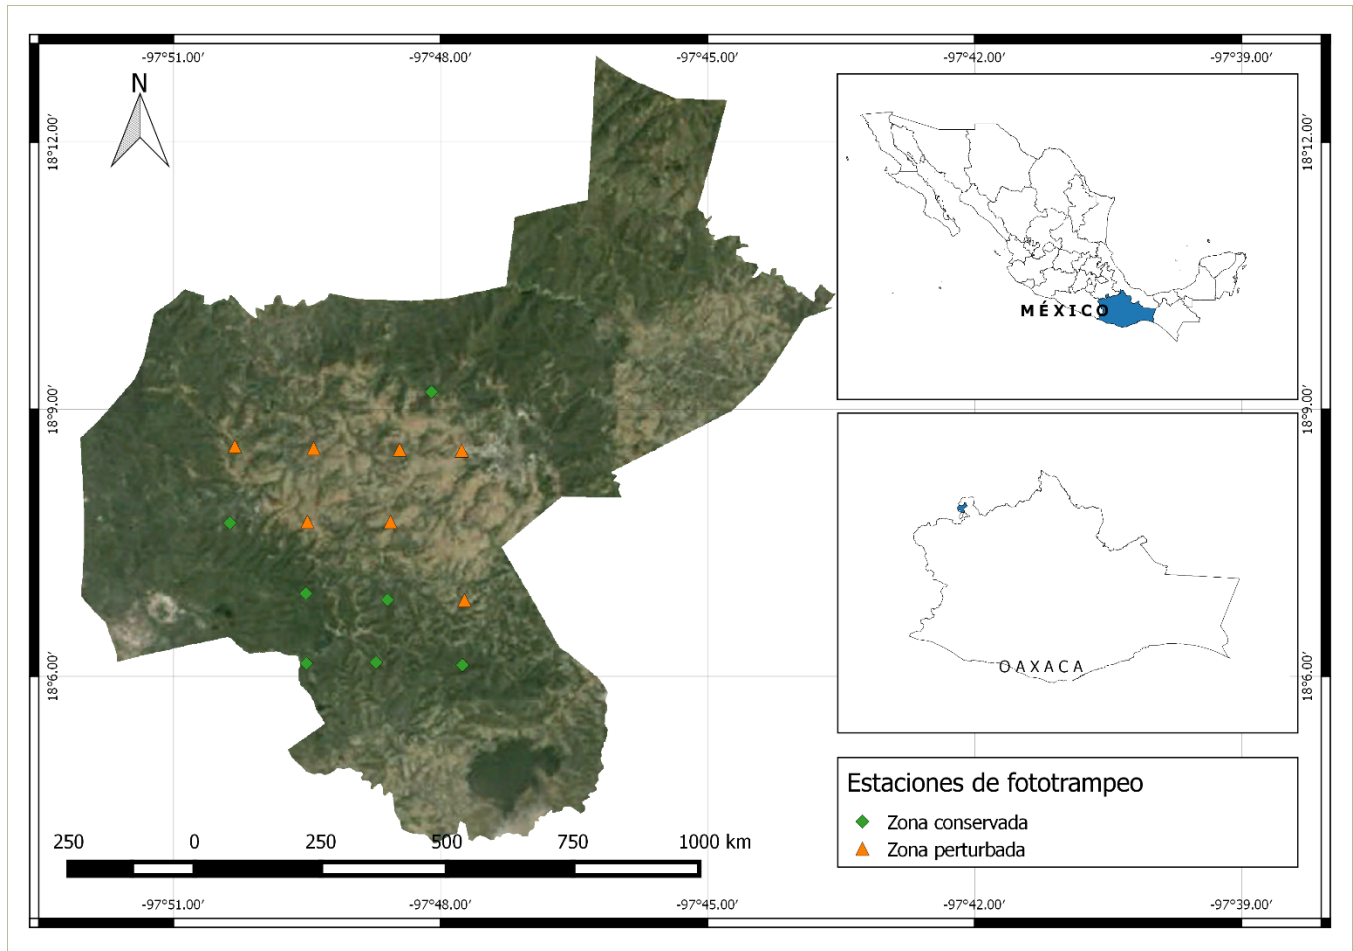 -97°51.00' -97°48.00' -97°45.00' -97°42.00' -97°39.00'
N
18°12.00' 18°12.00'
MÉXICO
18°9.00' 18°9.00'
OAXACA
18°6.00' 18°6.00'
Estaciones de fototrampeo
Zona conservada
Zona perturbada
250 0 250 500 750 1000 km
-97°51.00' -97°48.00' -97°45.00' -97°42.00' -97°39.00'